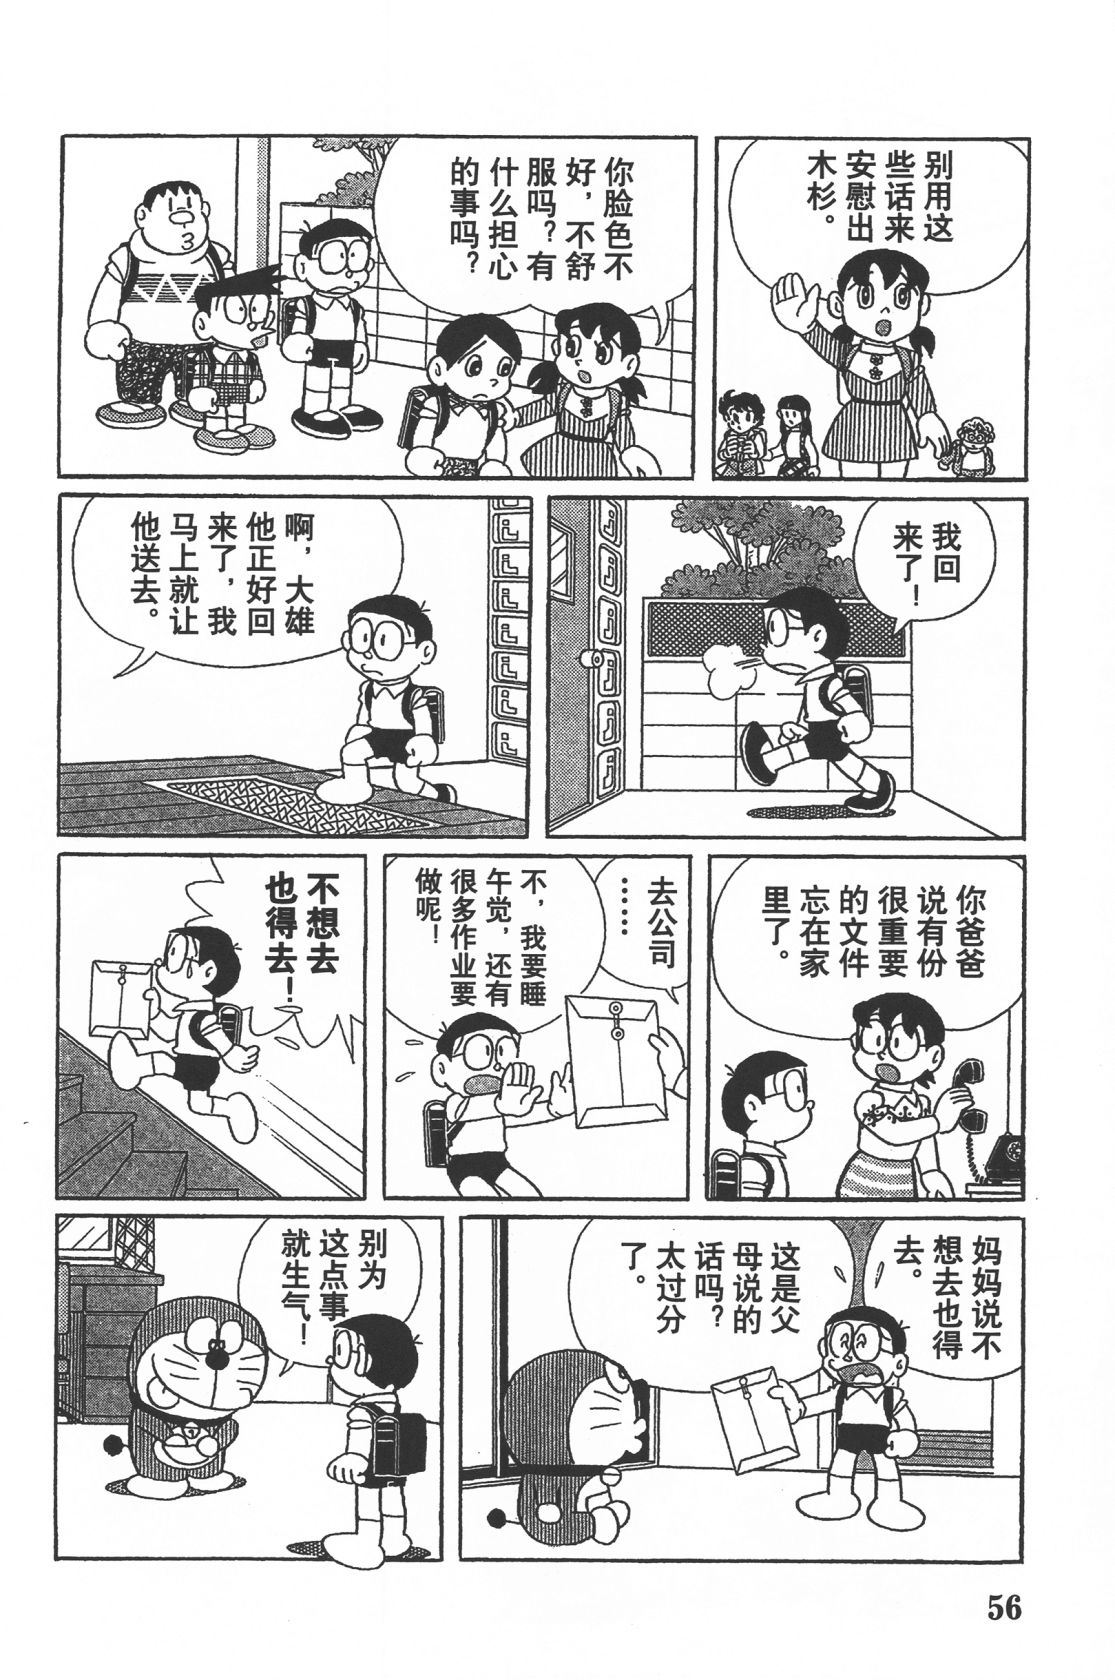 别用这
些话来
安慰出
木杉。
你脸色不
好，不舒
服吗？有
什么担心
的事吗？
我回
来了！
啊，大雄
他正好回
来了，我
马上就让
他送去。
你爸爸
说有份
很重要
的文件
忘在家
里了。
去公司
……
不，我要睡
午觉，还有
很多作业要
做呢！
不想去
也得去！
妈妈说不
想去也得
去。
这是父
母说的
话吗？
太过分
了。
别为
这点事
就生气！
56